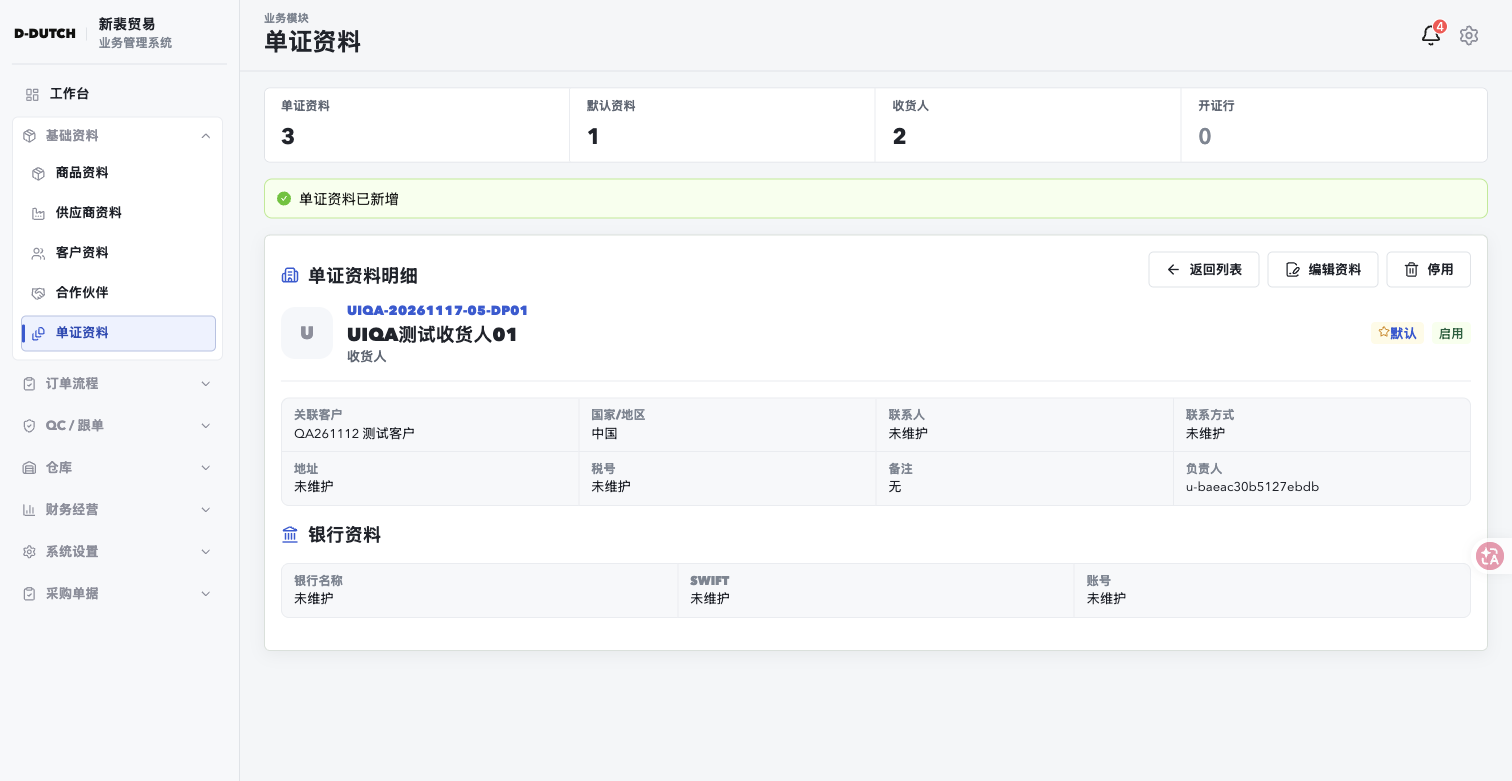 D-DUTCH
新裝贸易
业务管理系统
工作台
基础资料
商品资料
供应商资料
客户资料
合作伙伴
单证资料
订单流程
QC / 跟单
仓库
财务经营
系统设置
采购单据
业务模块
单证资料
4
单证资料
3
默认资料
1
收货人
2
开证行
0
单证资料已新增
单证资料明细
返回列表
编辑资料
停用
U
UIQA-20261117-05-DP01
UIQA测试收货人01
收货人
默认
启用
关联客户
QA261112 测试客户
国家/地区
中国
联系人
未维护
联系方式
未维护
地址
未维护
税号
未维护
备注
无
负责人
u-baeac30b5127ebdb
银行资料
银行名称
未维护
SWIFT
未维护
账号
未维护